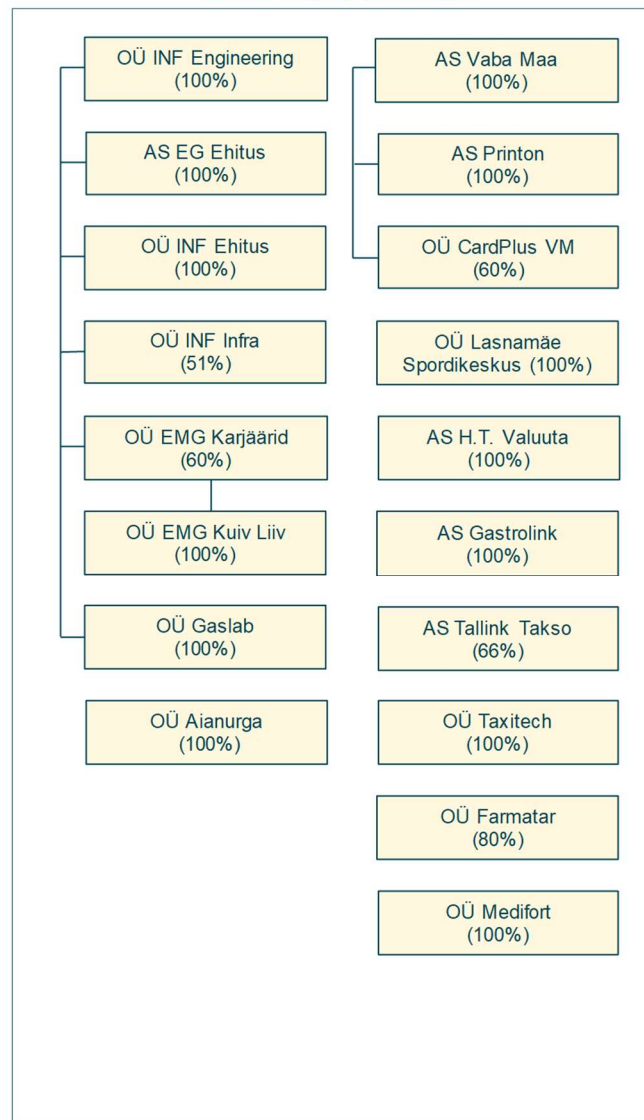 OÜ INF Engineering
(100%)
AS EG Ehitus
(100%)
OÜ INF Ehitus
(100%)
OÜ INF Infra
(51%)
OÜ EMG Karjäärid
(60%)
OÜ EMG Kuiv Liiv
(100%)
OÜ Gaslab
(100%)
OÜ Aianurga
(100%)
AS Vaba Maa
(100%)
AS Printon
(100%)
OÜ CardPlus VM
(60%)
OÜ Lasnamäe
Spordikeskus (100%)
AS H.T. Valuuta
(100%)
AS Gastrolink
(100%)
AS Tallink Takso
(66%)
OÜ Taxitech
(100%)
OÜ Farmatar
(80%)
OÜ Medifort
(100%)